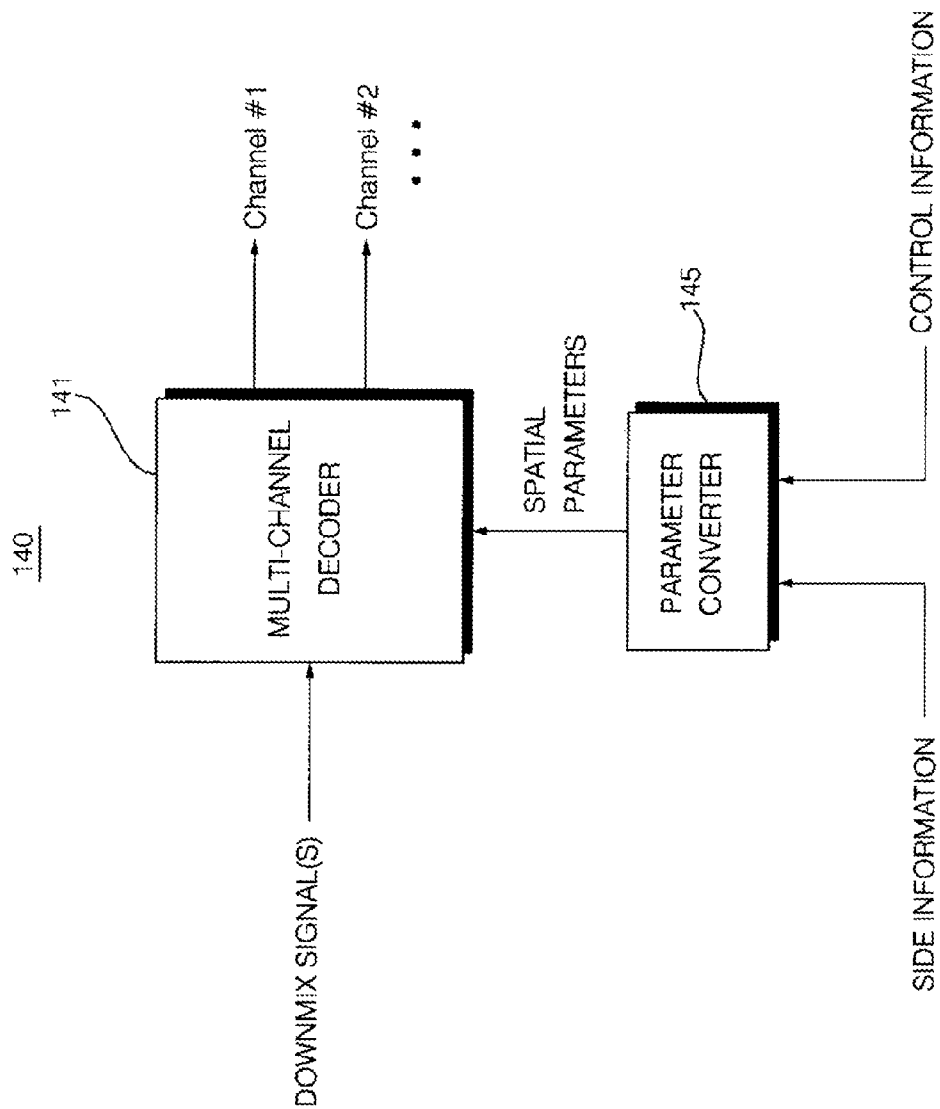 140
141
DOWNMIX SIGNAL(S)
MULTI-CHANNEL
DECODER
Channel #1
Channel #2
SPATIAL
PARAMETERS
145
PARAMETER
CONVERTER
SIDE INFORMATION
CONTROL INFORMATION